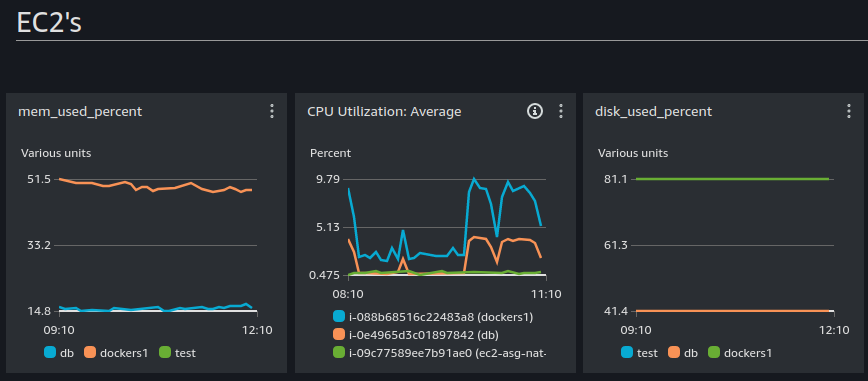 EC2's
mem_used_percent
Various units
51.5
33.2
14.8
09:10 12:10
db dockers1 test
CPU Utilization: Average
Percent
9.79
5.13
0.475
08:10 11:10
i-088b68516c22483a8 (dockers1)
i-0e4965d3c01897842 (db)
i-09c77589ee7b91ae0 (ec2-asg-nat-
disk_used_percent
Various units
81.1
61.3
41.4
09:10 12:10
test db dockers1